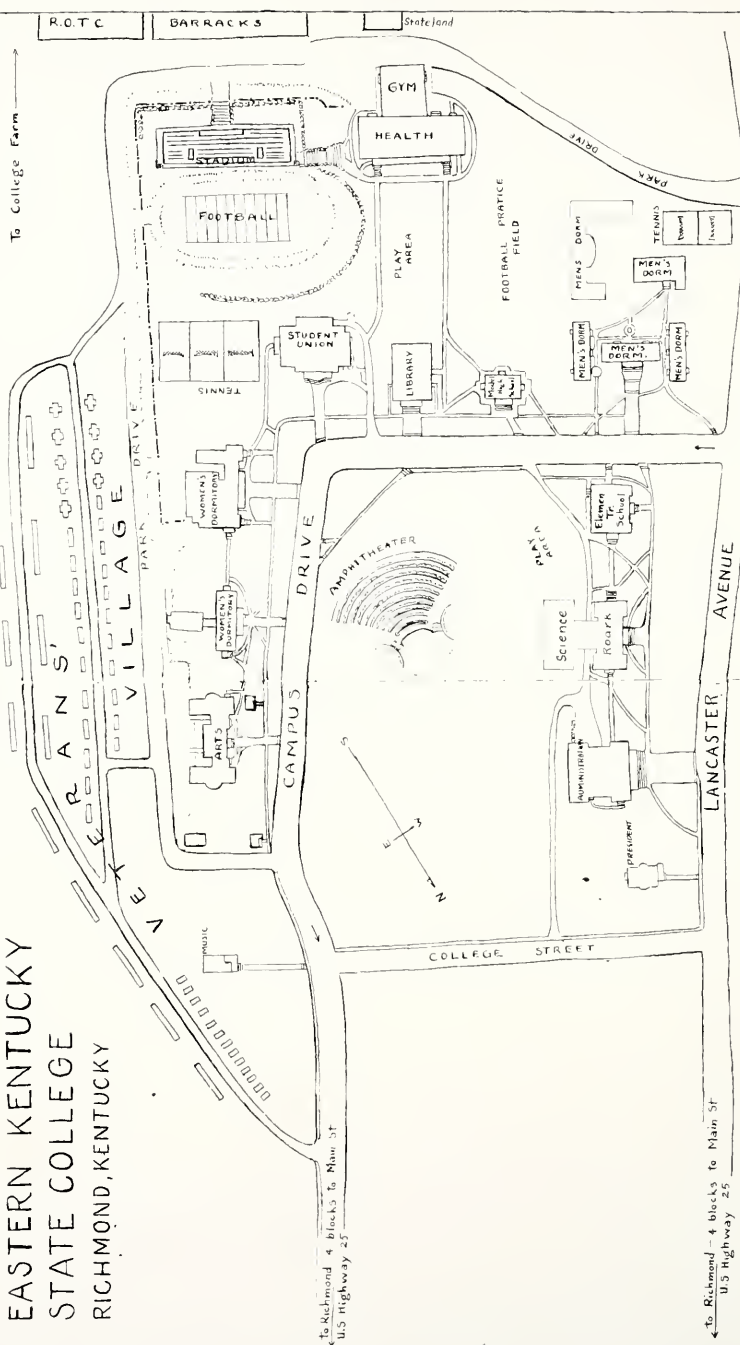 R.O.T C
BARRACKS
Stateland
To College Farm
GYM
HEALTH
STADIUM
FOOTBALL
PARK DRIVE
PLAY
AREA
FOOTBALL PRATICE
FIELD
MENS DORM
TENNIS
MEN'S
DORM
STUDENT
UNION
TENNIS
LIBRARY
High
School
MEN'S DORM
MEN'S
DORM.
MEN'S DORM
PARK DRIVE
VETERANS'
VILLAGE
WOMEN'S
DORMITORY
WOMEN'S
DORMITORY
ARTS
CAMPUS DRIVE
AMPHITHEATER
PLAY
AREA
Elemen
Tr.
School
Science
Roark
LANCASTER AVENUE
S
E
W
N
PRESIDENT
MUSIC
COLLEGE STREET
EASTERN KENTUCKY
STATE COLLEGE
RICHMOND, KENTUCKY
to Richmond 4 blocks to Main St
U.S Highway 25
to Richmond - 4 blocks to Main St
U.S Highway 25